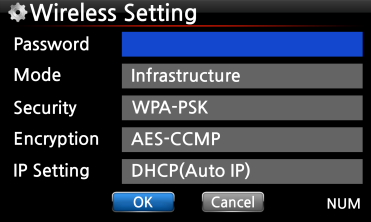 Wireless Setting
Password
Mode Infrastructure
Security WPA-PSK
Encryption AES-CCMP
IP Setting DHCP(Auto IP)
OK Cancel NUM